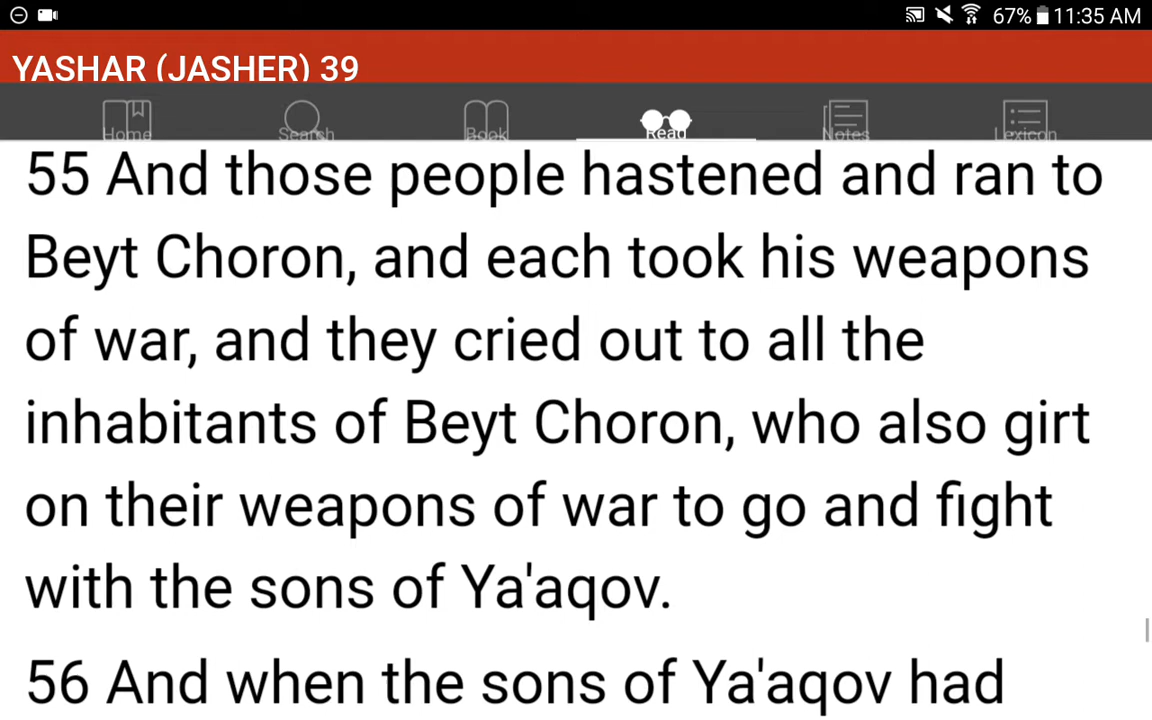 67% 11:35 AM
YASHAR (JASHER) 39
Home Search Book Read Notes Lexicon
55 And those people hastened and ran to
Beyt Choron, and each took his weapons
of war, and they cried out to all the
inhabitants of Beyt Choron, who also girt
on their weapons of war to go and fight
with the sons of Ya'aqov.
56 And when the sons of Ya'aqov had